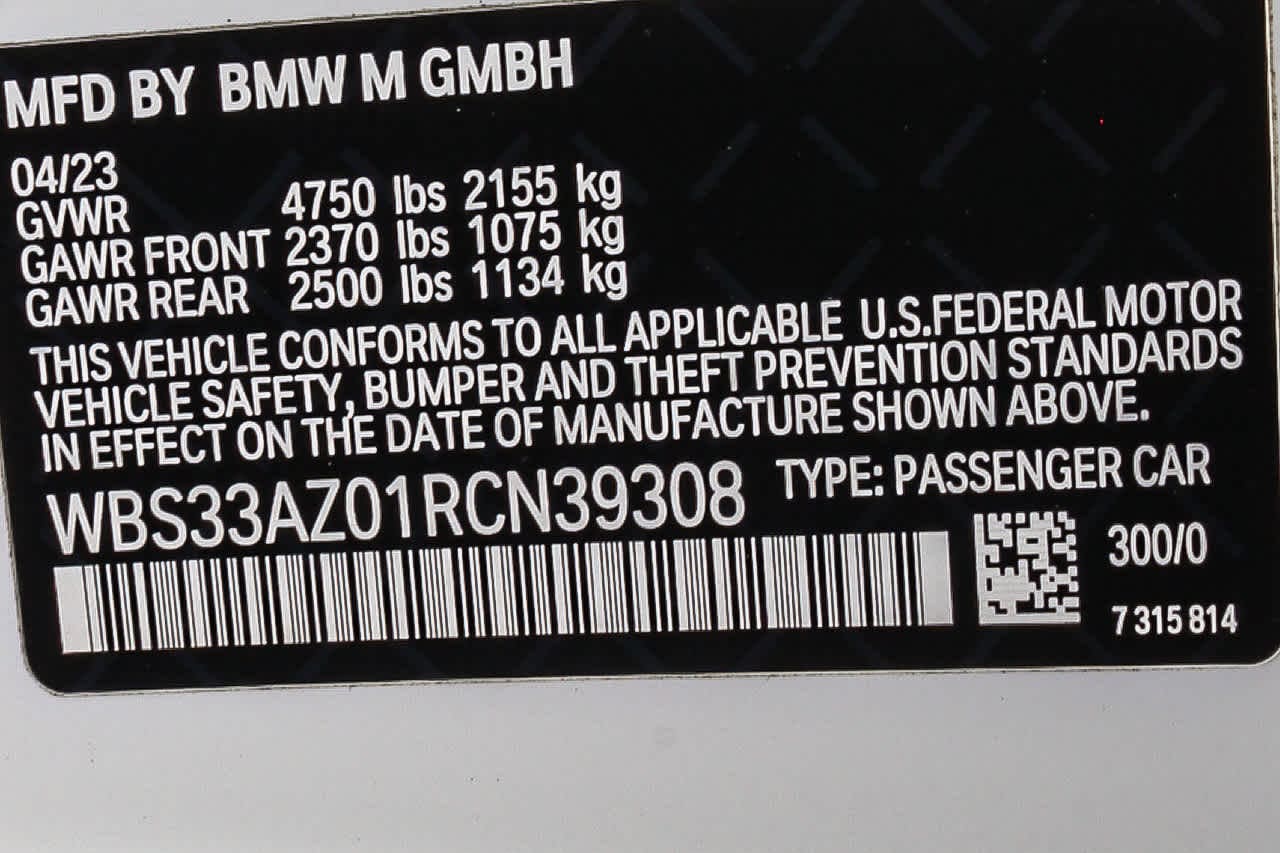 MFD BY BMW M GMBH
04/23
GVWR 4750 lbs 2155 kg
GAWR FRONT 2370 lbs 1075 kg
GAWR REAR 2500 lbs 1134 kg
THIS VEHICLE CONFORMS TO ALL APPLICABLE U.S.FEDERAL MOTOR
VEHICLE SAFETY, BUMPER AND THEFT PREVENTION STANDARDS
IN EFFECT ON THE DATE OF MANUFACTURE SHOWN ABOVE.
WBS33AZ01RCN39308 TYPE: PASSENGER CAR
300/0
7 315 814